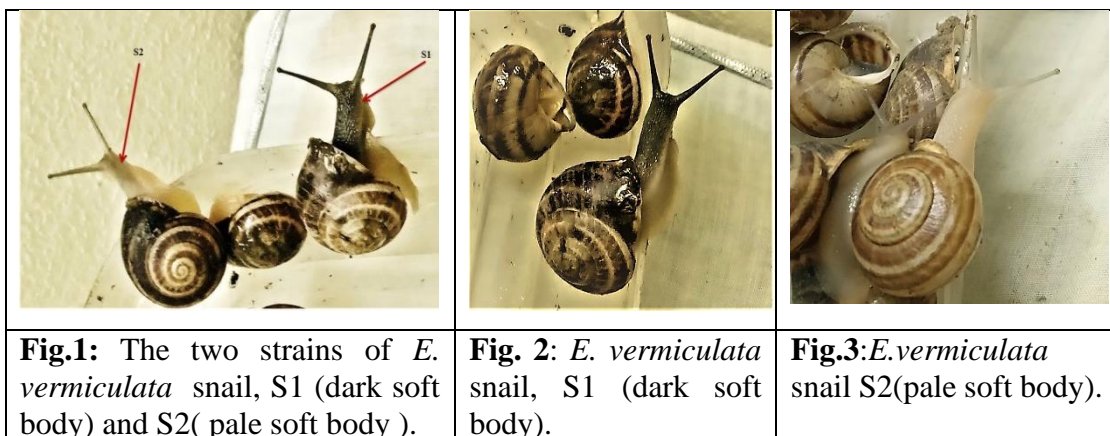 S2
S1
Fig.1: The two strains of E.
vermiculata snail, S1 (dark soft
body) and S2( pale soft body ).
Fig. 2: E. vermiculata
snail, S1 (dark soft
body).
Fig.3:E.vermiculata
snail S2(pale soft body).